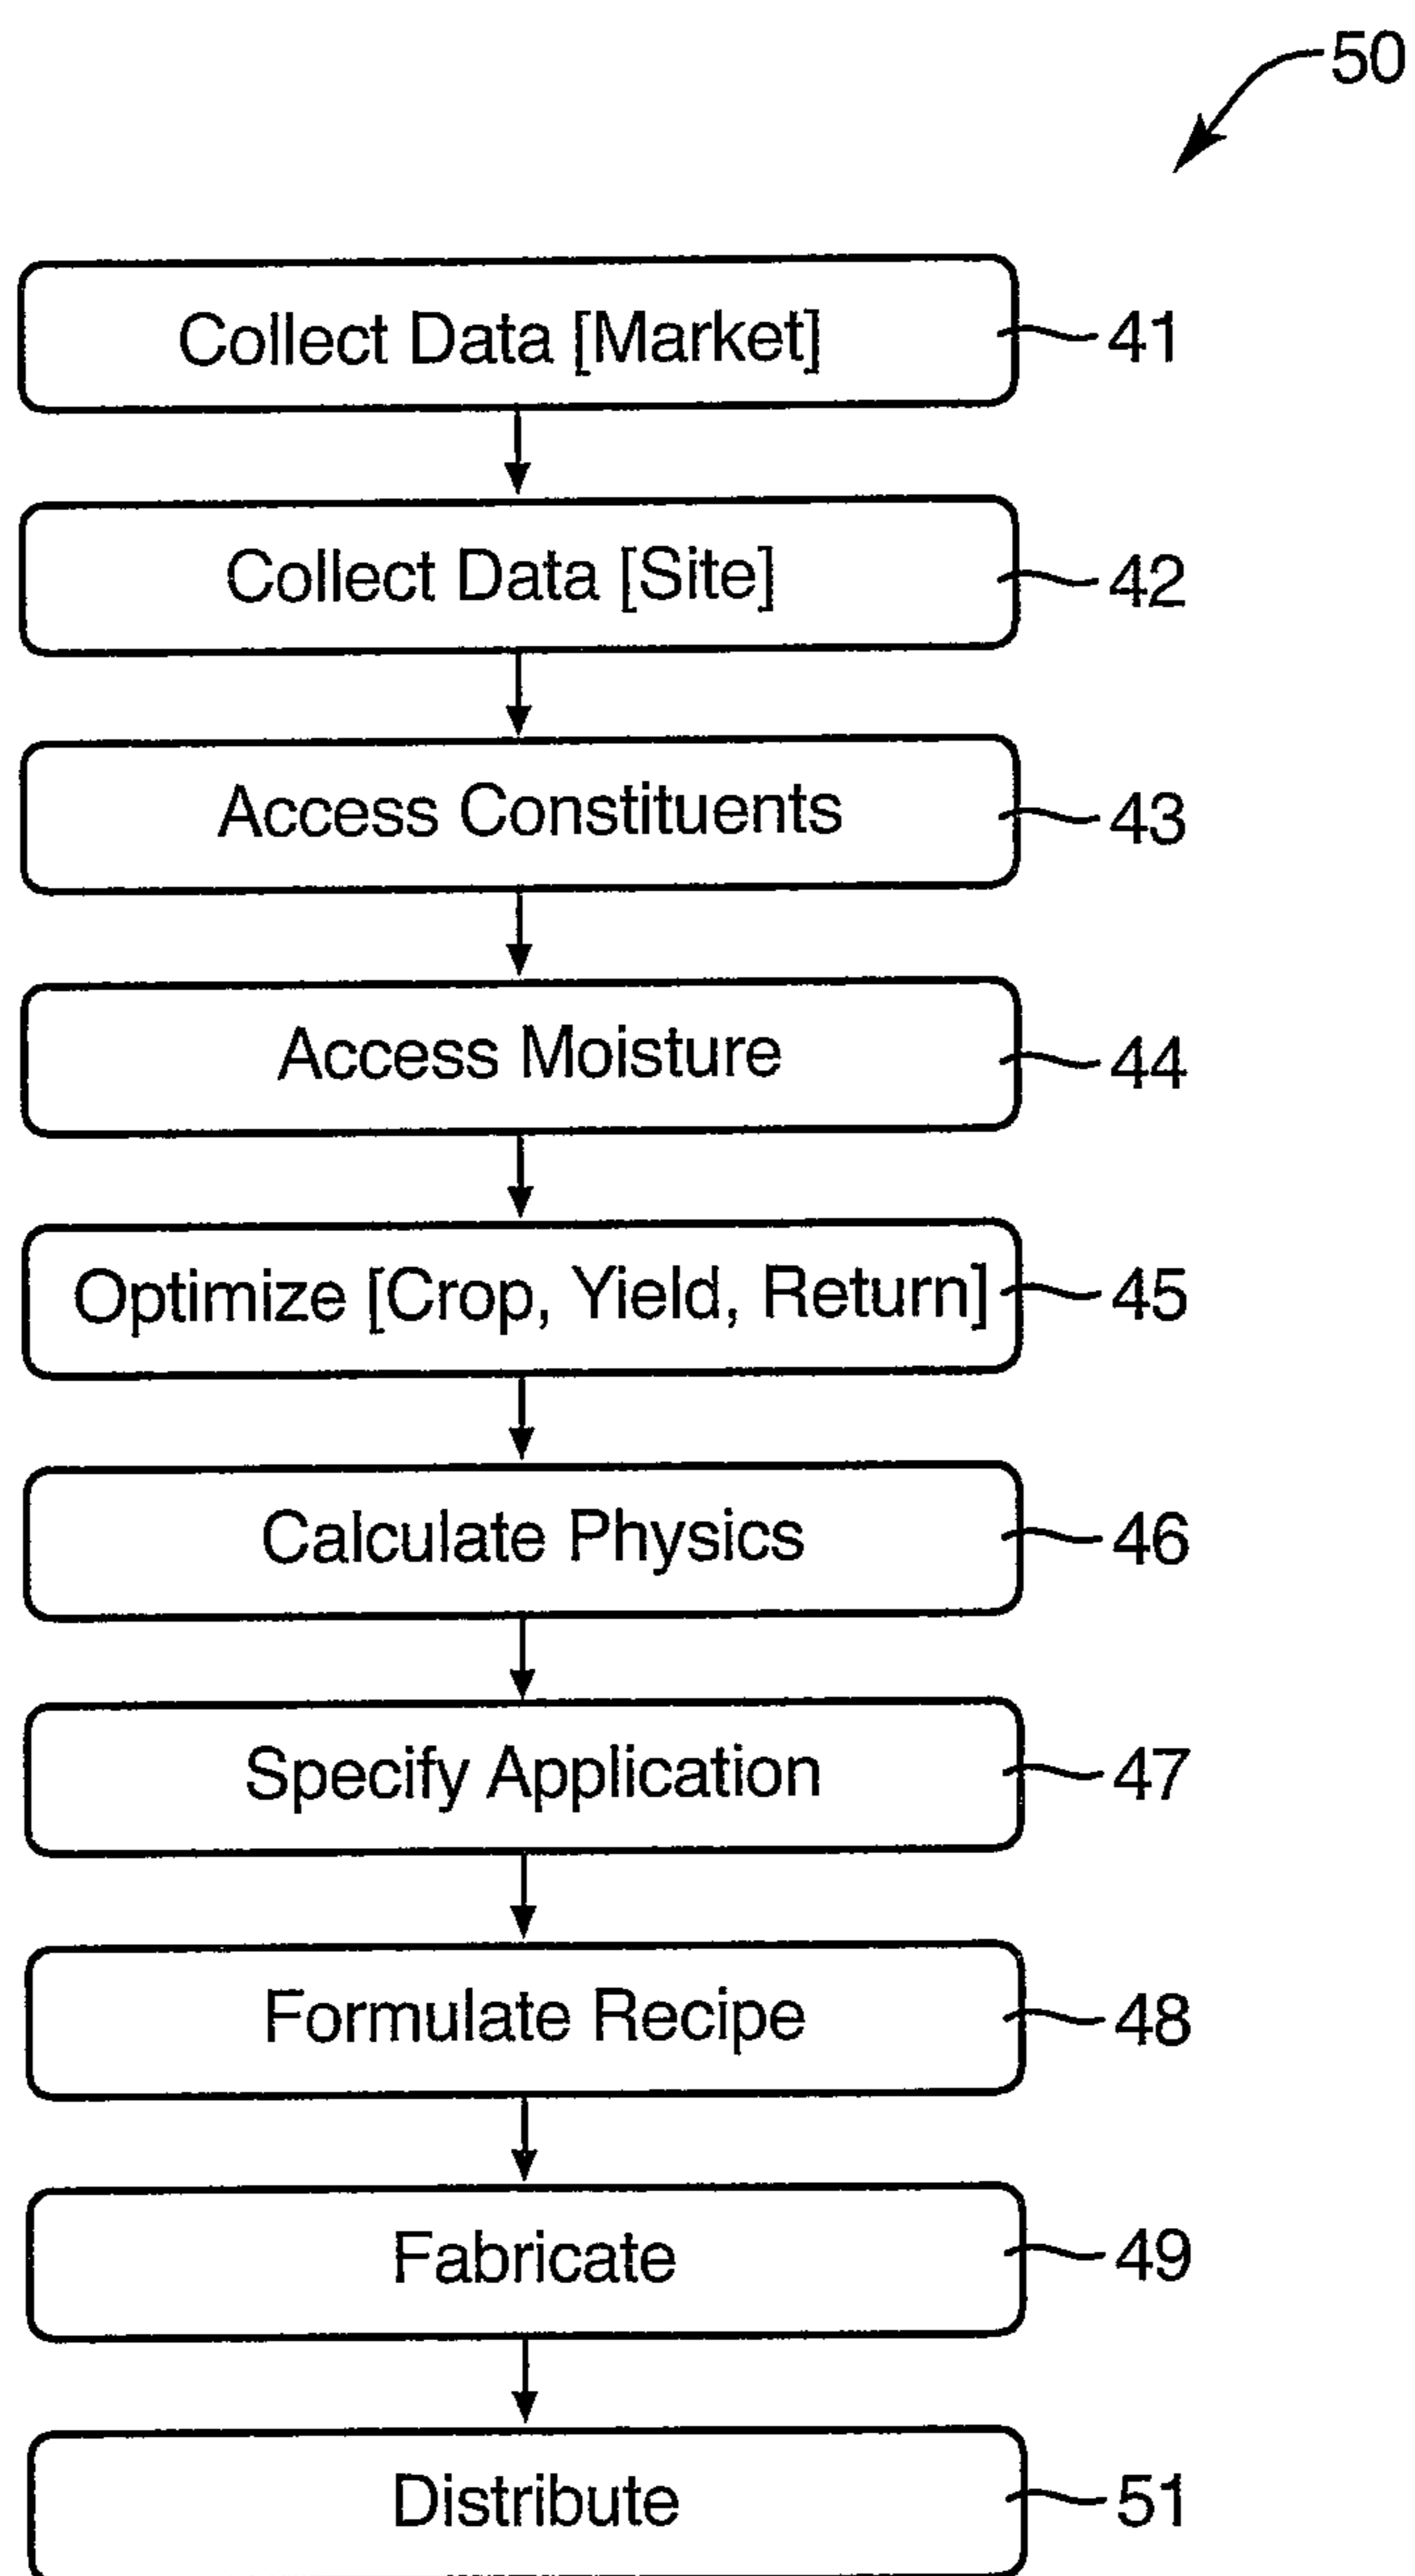 50
Collect Data [Market] 41
Collect Data [Site] 42
Access Constituents 43
Access Moisture 44
Optimize [Crop, Yield, Return] 45
Calculate Physics 46
Specify Application 47
Formulate Recipe 48
Fabricate 49
Distribute 51